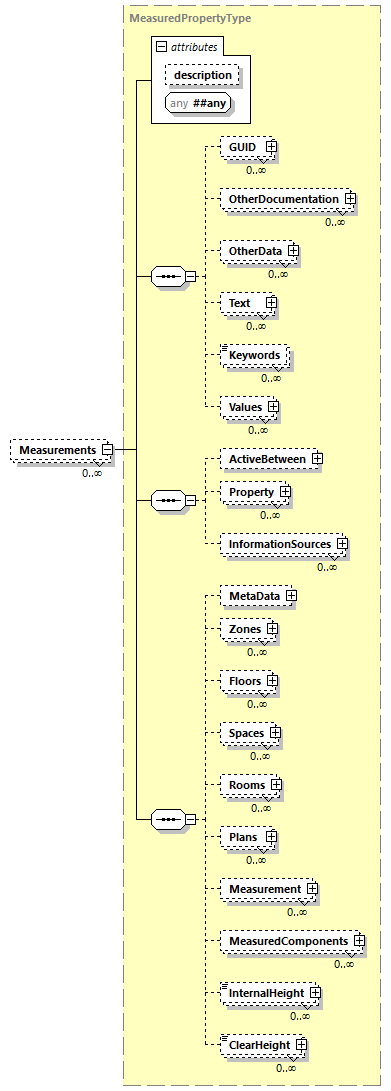 MeasuredPropertyType
attributes
description
any ##any
GUID
0..∞
OtherDocumentation
0..∞
OtherData
0..∞
Text
0..∞
Keywords
0..∞
Values
0..∞
Measurements
0..∞
ActiveBetween
Property
0..∞
InformationSources
0..∞
MetaData
Zones
0..∞
Floors
0..∞
Spaces
0..∞
Rooms
0..∞
Plans
0..∞
Measurement
0..∞
MeasuredComponents
0..∞
InternalHeight
0..∞
ClearHeight
0..∞